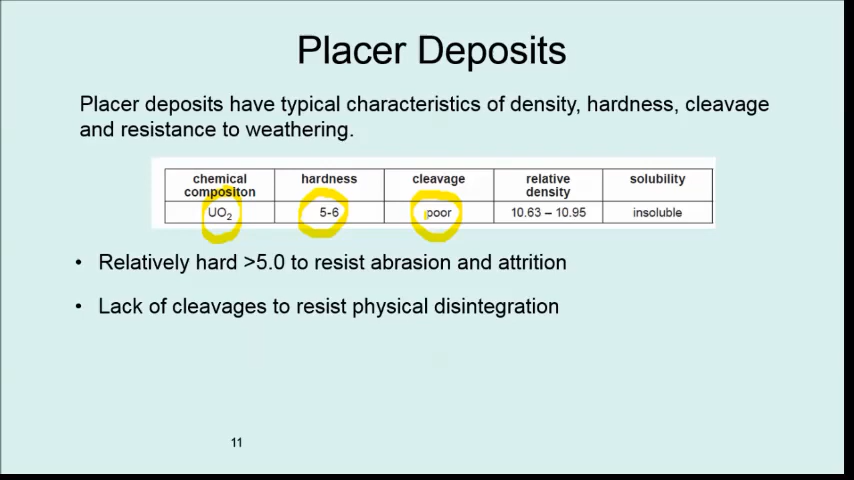 Placer Deposits
Placer deposits have typical characteristics of density, hardness, cleavage
and resistance to weathering.
chemical compositon hardness cleavage relative density solubility
UO₂ 5-6 poor 10.63 – 10.95 insoluble
• Relatively hard >5.0 to resist abrasion and attrition
• Lack of cleavages to resist physical disintegration
11